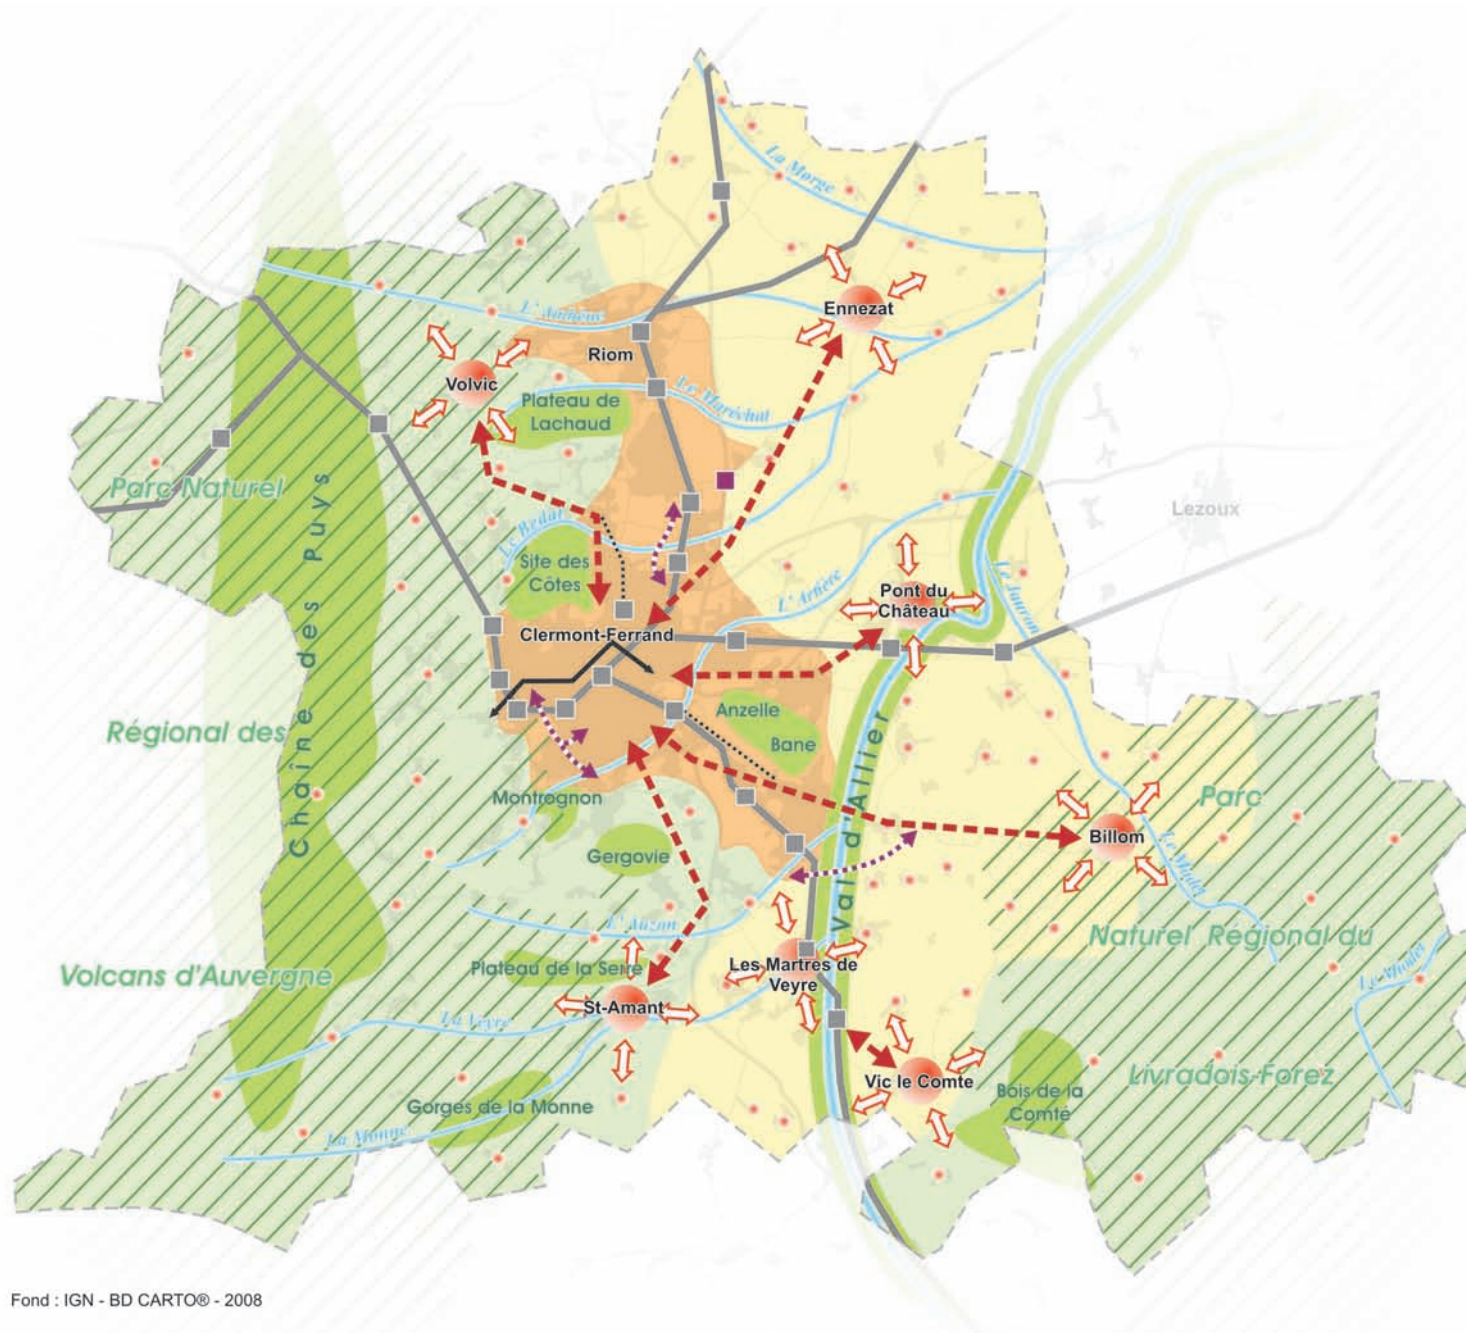 La Morge
Ennezat
L'Ambène
Riom
Volvic
Le Maréchat
Plateau de
Lachaud
Parc Naturel
Lezoux
Le Bedat
Site des
Côtes
L'Artière
Pont du
Château
Le Jauron
Clermont-Ferrand
Chaîne des Puys
Anzelle
Bane
Régional des
Val d'Allier
Parc
Montrognon
Billom
Gergovie
Le Miodet
L'Auzon
Naturel Régional du
Le Miodet
Volcans d'Auvergne
Plateau de la Serre
Les Martres de
Veyre
St-Amant
La Veyre
Vic le Comte
Livradois-Forez
Bois de la
Comté
Gorges de la Monne
La Monne
Fond : IGN - BD CARTO® - 2008